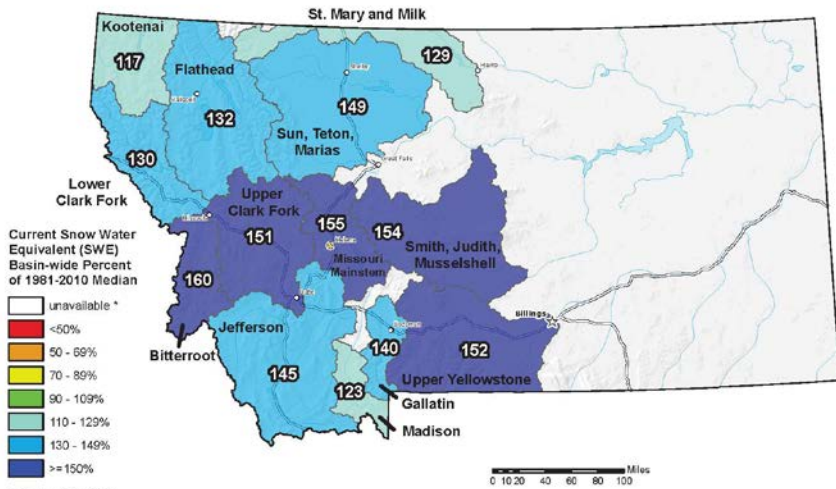 St. Mary and Milk
Kootenai
117
129
Flathead
132
149
Sun, Teton,
Marias
130
Lower
Clark Fork
Upper
Clark Fork
151
155
154
Helena
Missouri
Mainstem
Smith, Judith,
Musselshell
160
Bitterroot
Jefferson
145
123
140
Gallatin
Madison
152
Upper Yellowstone
Billings
Great Falls
Current Snow Water
Equivalent (SWE)
Basin-wide Percent
of 1981-2010 Median
unavailable *
<50%
50 - 69%
70 - 89%
90 - 109%
110 - 129%
130 - 149%
>=150%
Miles
0 10 20 40 60 80 100